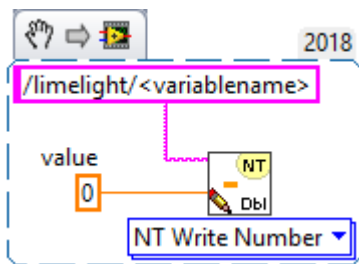 2018
/limelight/<variablename>
value
0
NT
Dbl
NT Write Number